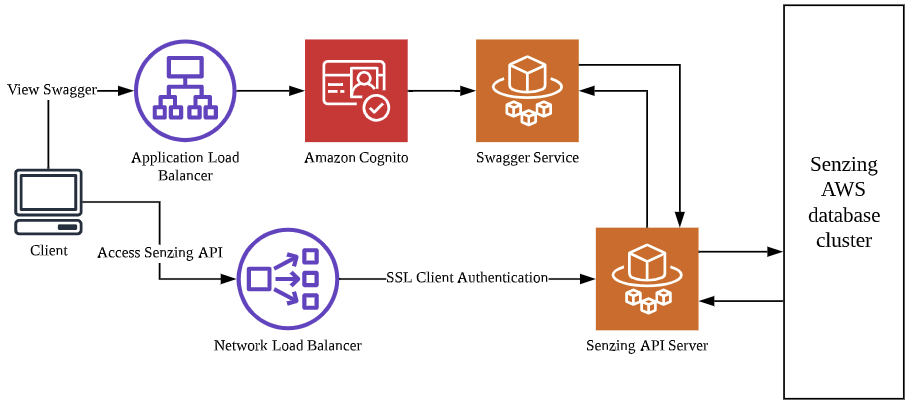 View Swagger
Application Load
Balancer
Amazon Cognito
Swagger Service
Senzing
AWS
database
cluster
Client
Access Senzing API
SSL Client Authentication
Network Load Balancer
Senzing API Server